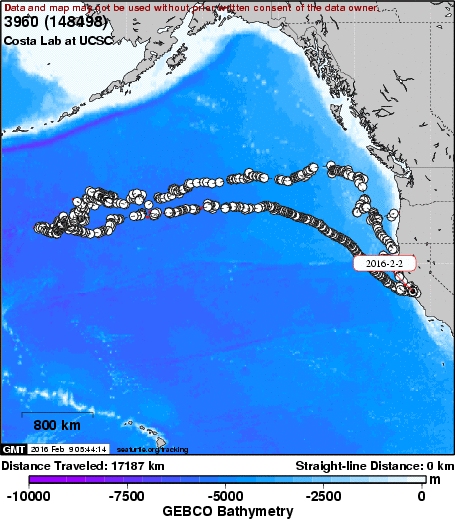 Data and map may not be used without prior written consent of the data owner.
3960 (148498)
Costa Lab at UCSC
2016-2-2
800 km
GMT 2016 Feb 9 05:44:14 seaturtle.org/tracking
Distance Traveled: 17187 km Straight-line Distance: 0 km
m
-10000 -7500 -5000 -2500 0
GEBCO Bathymetry